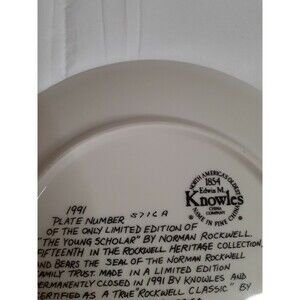 NORTH AMERICA'S OLDEST
1854
Edwin M.
Knowles
CHINA
COMPANY
NAME IN FINE CHINA
1991
PLATE NUMBER 5716 A
OF THE ONLY LIMITED EDITION OF
"THE YOUNG SCHOLAR" BY NORMAN ROCKWELL.
FIFTEENTH IN THE ROCKWELL HERITAGE COLLECTION,
AND BEARS THE SEAL OF THE NORMAN ROCKWELL
FAMILY TRUST. MADE IN A LIMITED EDITION
PERMANENTLY CLOSED IN 1991 BY KNOWLES AND
CERTIFIED AS A TRUE "ROCKWELL CLASSIC" BY